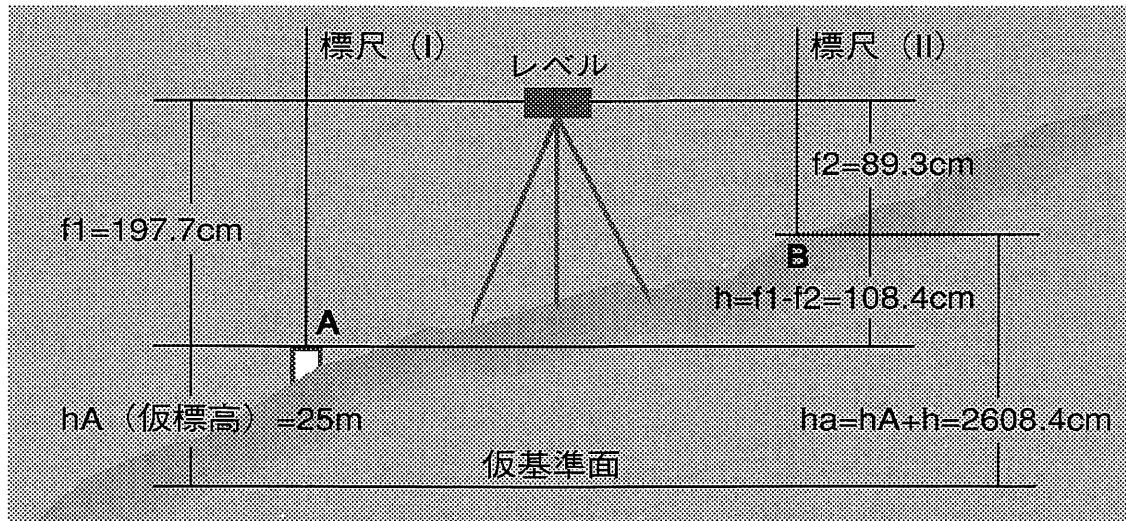 標尺（I）
標尺（II）
レベル
f2=89.3cm
f1=197.7cm
B
h=f1-f2=108.4cm
A
hA（仮標高）=25m
ha=hA+h=2608.4cm
仮基準面